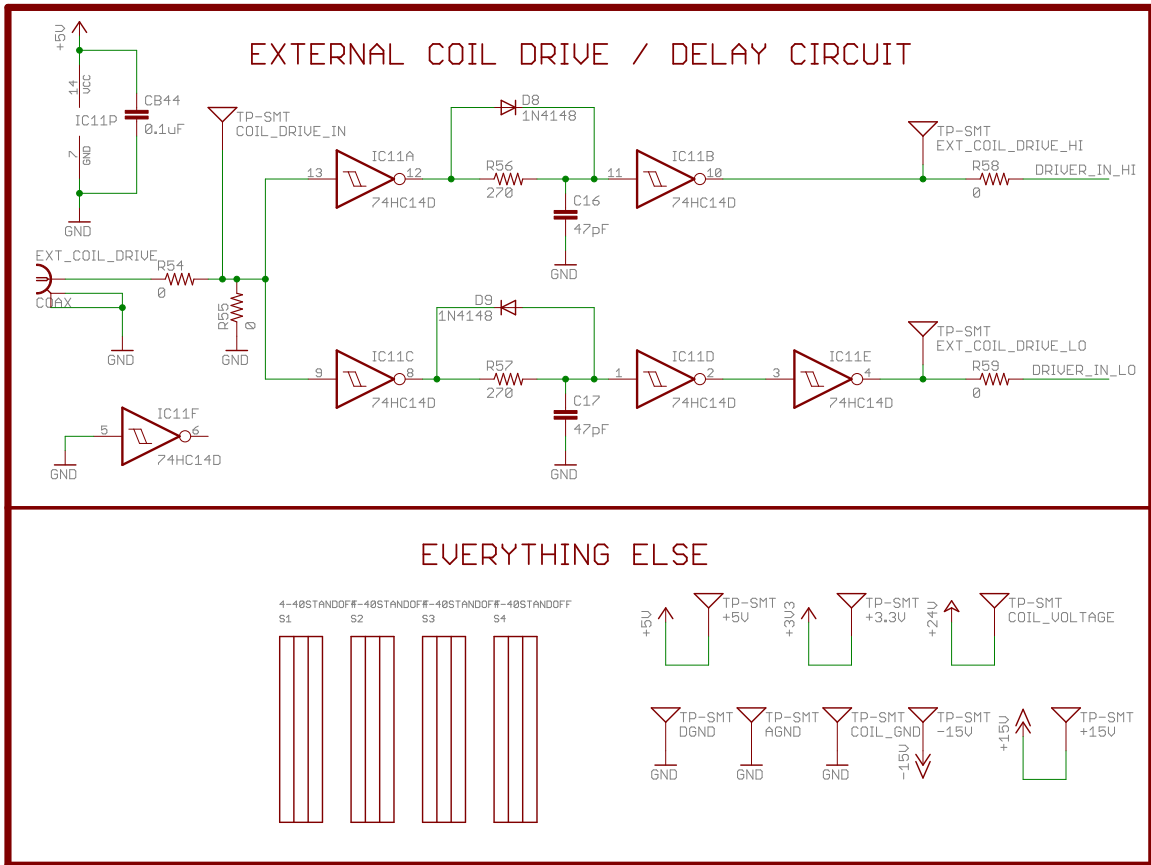 EXTERNAL COIL DRIVE / DELAY CIRCUIT
+5V
14
VCC
IC11P
7
GND
CB44
0.1uF
GND
TP-SMT
COIL_DRIVE_IN
EXT_COIL_DRIVE
COAX
GND
R54
0
R55
0
GND
13
IC11A
12
74HC14D
D8
1N4148
R56
270
C16
47pF
GND
11
IC11B
10
74HC14D
TP-SMT
EXT_COIL_DRIVE_HI
R58
0
DRIVER_IN_HI
9
IC11C
8
74HC14D
D9
1N4148
R57
270
C17
47pF
GND
1
IC11D
2
74HC14D
3
IC11E
4
74HC14D
TP-SMT
EXT_COIL_DRIVE_LO
R59
0
DRIVER_IN_LO
5
IC11F
6
74HC14D
GND
EVERYTHING ELSE
4-40STANDOFF
S1
4-40STANDOFF
S2
4-40STANDOFF
S3
4-40STANDOFF
S4
+5V
TP-SMT
+5V
+3V3
TP-SMT
+3.3V
+24V
TP-SMT
COIL_VOLTAGE
TP-SMT
DGND
GND
TP-SMT
AGND
GND
TP-SMT
COIL_GND
GND
TP-SMT
-15V
-15V
+15V
TP-SMT
+15V